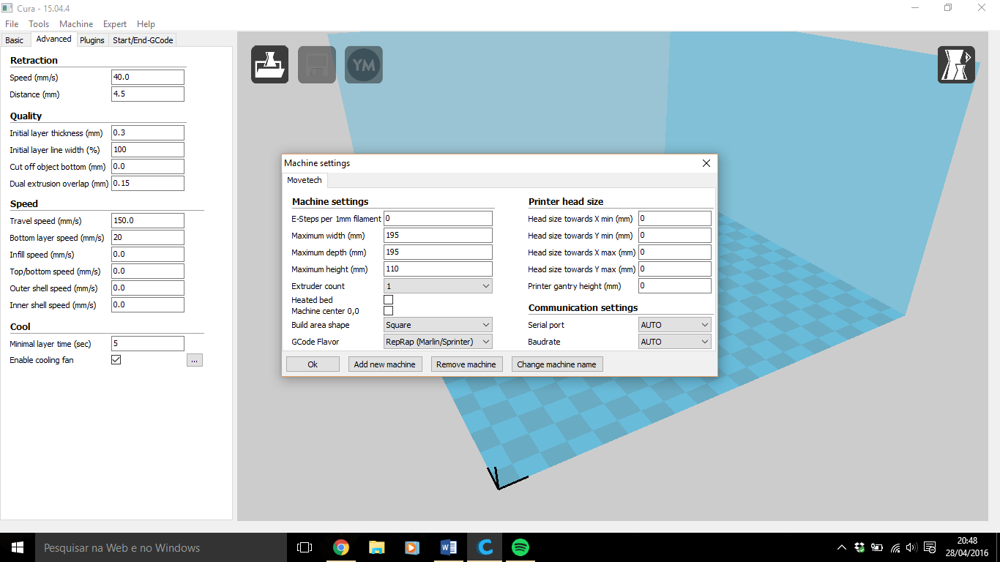 Cura - 15.04.4
File Tools Machine Expert Help
Basic Advanced Plugins Start/End-GCode
Retraction
Speed (mm/s) 40.0
Distance (mm) 4.5
Quality
Initial layer thickness (mm) 0.3
Initial layer line width (%) 100
Cut off object bottom (mm) 0.0
Dual extrusion overlap (mm) 0.15
Speed
Travel speed (mm/s) 150.0
Bottom layer speed (mm/s) 20
Infill speed (mm/s) 0.0
Top/bottom speed (mm/s) 0.0
Outer shell speed (mm/s) 0.0
Inner shell speed (mm/s) 0.0
Cool
Minimal layer time (sec) 5
Enable cooling fan ...
YM
Machine settings
Movetech
Machine settings
E-Steps per 1mm filament 0
Maximum width (mm) 195
Maximum depth (mm) 195
Maximum height (mm) 110
Extruder count 1
Heated bed
Machine center 0,0
Build area shape Square
GCode Flavor RepRap (Marlin/Sprinter)
Printer head size
Head size towards X min (mm) 0
Head size towards Y min (mm) 0
Head size towards X max (mm) 0
Head size towards Y max (mm) 0
Printer gantry height (mm) 0
Communication settings
Serial port AUTO
Baudrate AUTO
Ok Add new machine Remove machine Change machine name
Pesquisar na Web e no Windows
20:48
28/04/2016